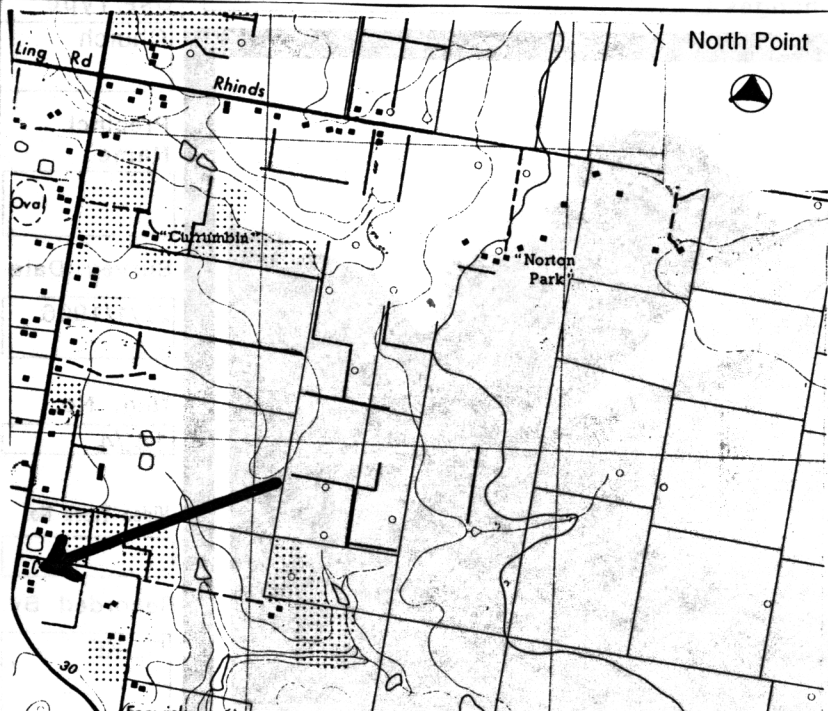 North Point
Ling Rd
Rhinds
Oval
"Currumbin"
"Norton
Park"
30